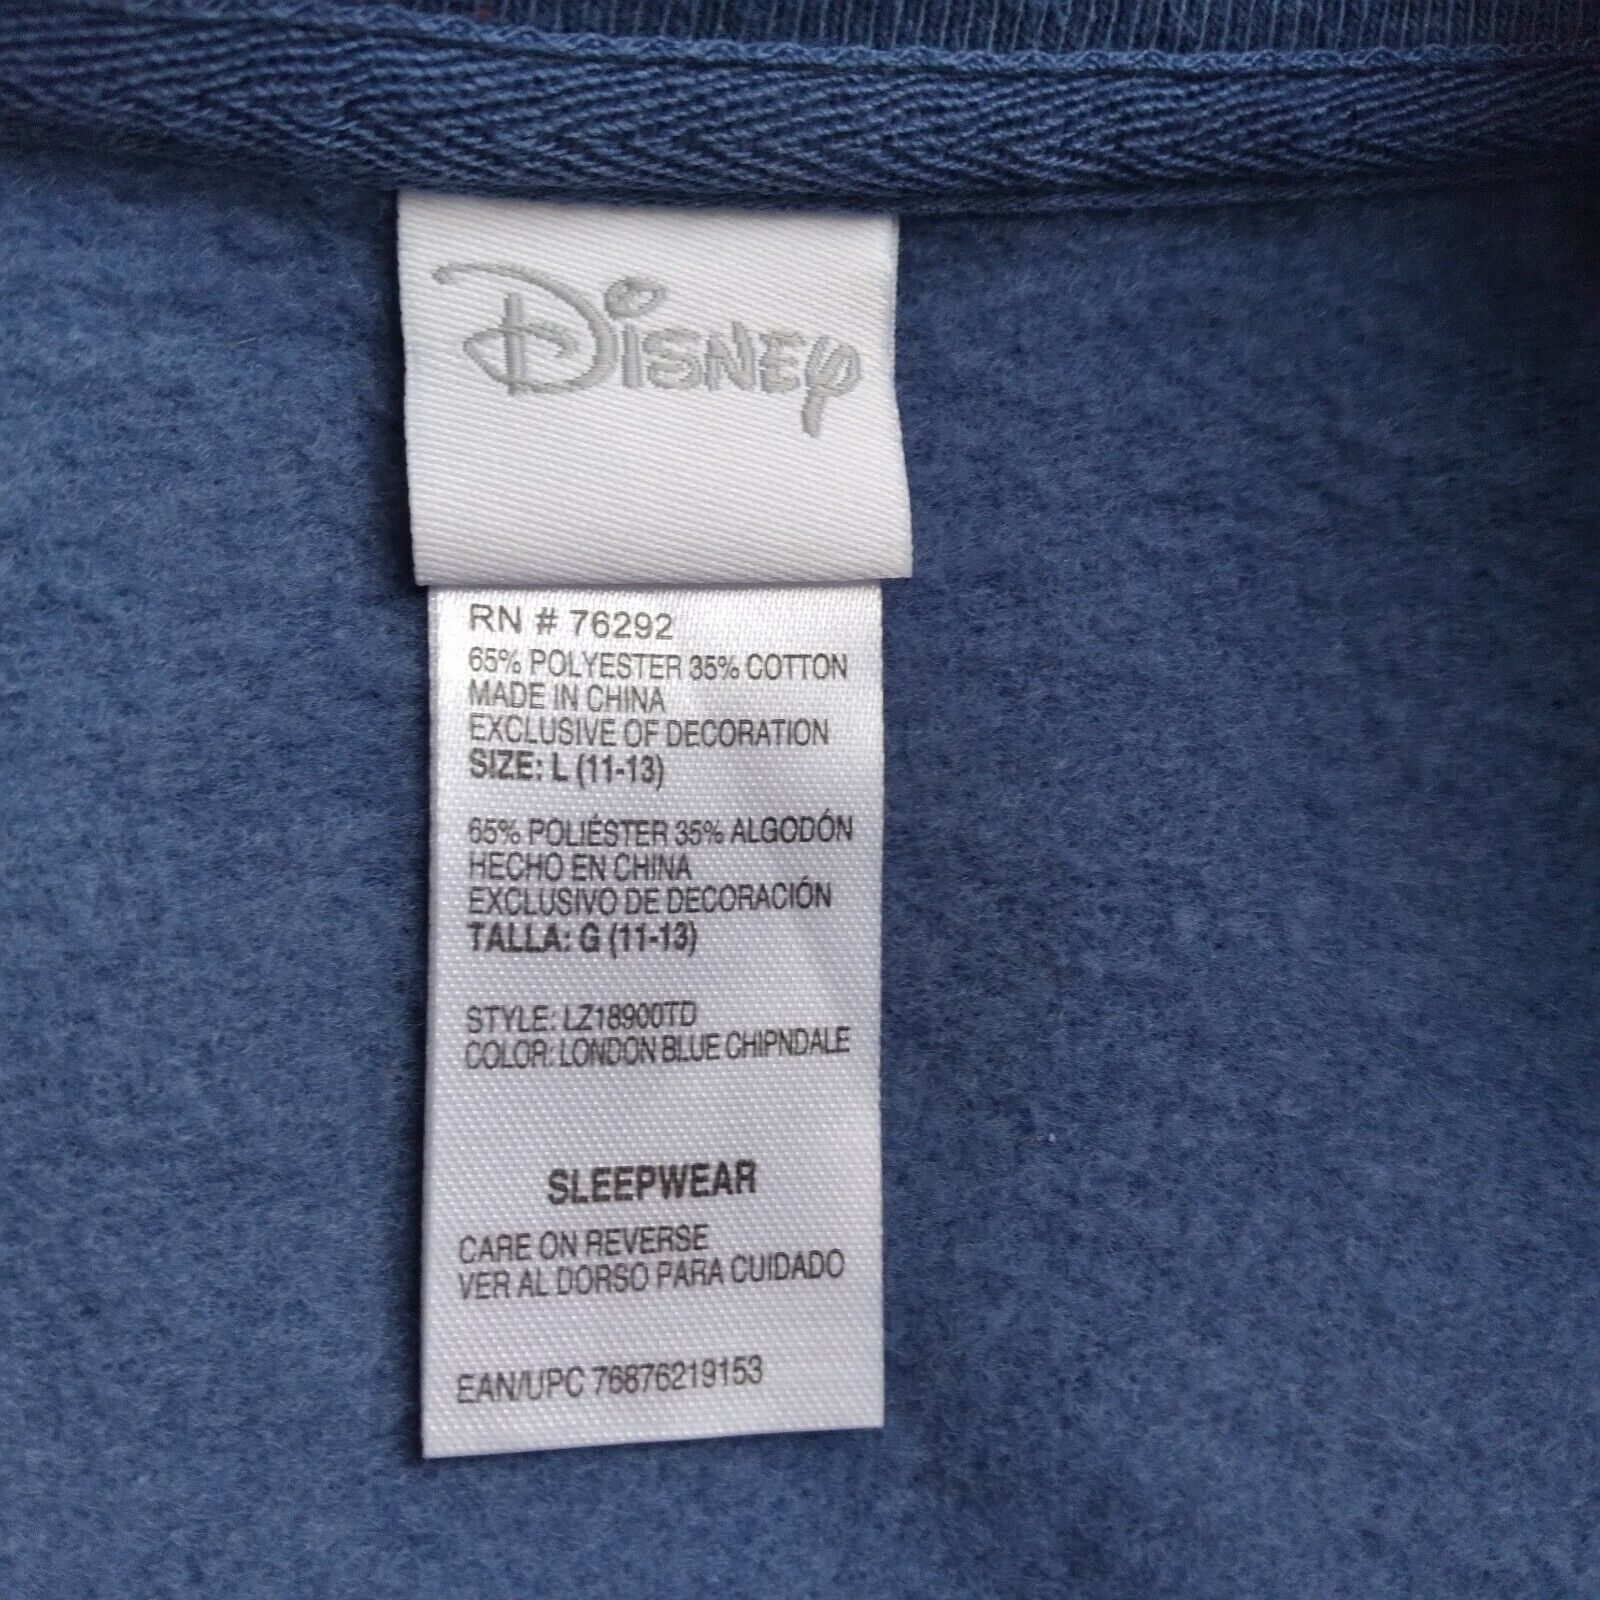 Disney
RN # 76292
65% POLYESTER 35% COTTON
MADE IN CHINA
EXCLUSIVE OF DECORATION
SIZE: L (11-13)
65% POLIÉSTER 35% ALGODÓN
HECHO EN CHINA
EXCLUSIVO DE DECORACIÓN
TALLA: G (11-13)
STYLE: LZ18900TD
COLOR: LONDON BLUE CHIPNDALE
SLEEPWEAR
CARE ON REVERSE
VER AL DORSO PARA CUIDADO
EAN/UPC 76876219153